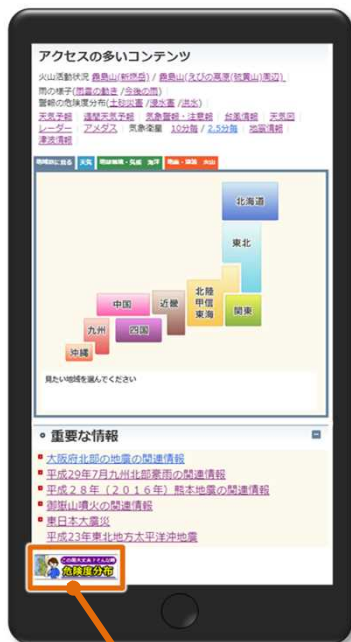 アクセスの多いコンテンツ
火山活動状況 霧島山(新燃岳) / 霧島山(えびの高原(硫黄山)周辺)
雨の様子(雨雲の動き /今後の雨)
警報の危険度分布(土砂災害 /浸水害 /洪水)
天気予報 週間天気予報 気象警報・注意報 台風情報 天気図
レーダー アメダス 気象衛星 10分毎 / 2.5分毎 地震情報
津波情報
地域別に見る 天気 地球環境・気候 海洋 地震・津波 火山
北海道
東北
北陸
甲信
東海
関東
中国
近畿
九州
四国
沖縄
見たい地域を選んでください
重要な情報
大阪府北部の地震の関連情報
平成29年7月九州北部豪雨の関連情報
平成28年（2016年）熊本地震の関連情報
御嶽山噴火の関連情報
東日本大震災
平成23年東北地方太平洋沖地震
危険度分布